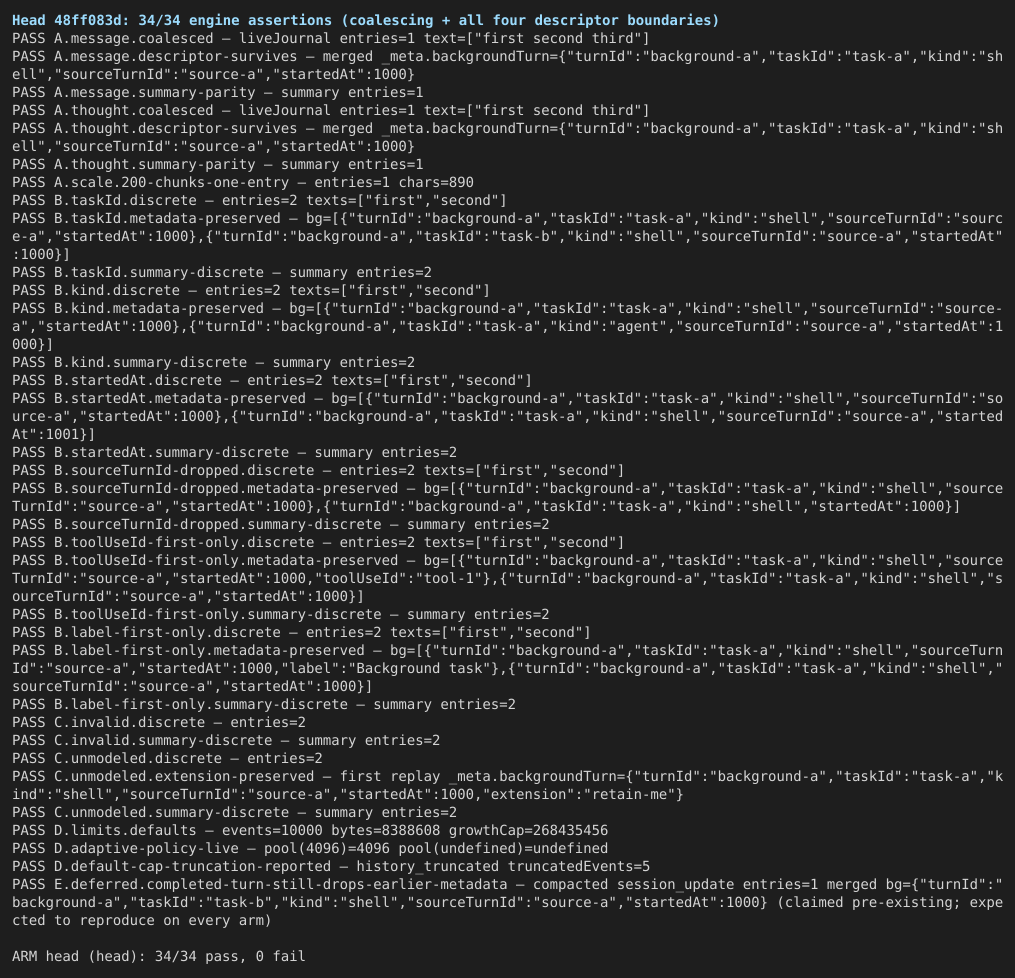 Head 48ff083d: 34/34 engine assertions (coalescing + all four descriptor boundaries)
PASS A.message.coalesced — liveJournal entries=1 text=["first second third"]
PASS A.message.descriptor-survives — merged _meta.backgroundTurn={"turnId":"background-a","taskId":"task-a","kind":"sh
ell","sourceTurnId":"source-a","startedAt":1000}
PASS A.message.summary-parity — summary entries=1
PASS A.thought.coalesced — liveJournal entries=1 text=["first second third"]
PASS A.thought.descriptor-survives — merged _meta.backgroundTurn={"turnId":"background-a","taskId":"task-a","kind":"sh
ell","sourceTurnId":"source-a","startedAt":1000}
PASS A.thought.summary-parity — summary entries=1
PASS A.scale.200-chunks-one-entry — entries=1 chars=890
PASS B.taskId.discrete — entries=2 texts=["first","second"]
PASS B.taskId.metadata-preserved — bg=[{"turnId":"background-a","taskId":"task-a","kind":"shell","sourceTurnId":"sourc
e-a","startedAt":1000},{"turnId":"background-a","taskId":"task-b","kind":"shell","sourceTurnId":"source-a","startedAt"
:1000}]
PASS B.taskId.summary-discrete — summary entries=2
PASS B.kind.discrete — entries=2 texts=["first","second"]
PASS B.kind.metadata-preserved — bg=[{"turnId":"background-a","taskId":"task-a","kind":"shell","sourceTurnId":"source-
a","startedAt":1000},{"turnId":"background-a","taskId":"task-a","kind":"agent","sourceTurnId":"source-a","startedAt":1
000}]
PASS B.kind.summary-discrete — summary entries=2
PASS B.startedAt.discrete — entries=2 texts=["first","second"]
PASS B.startedAt.metadata-preserved — bg=[{"turnId":"background-a","taskId":"task-a","kind":"shell","sourceTurnId":"so
urce-a","startedAt":1000},{"turnId":"background-a","taskId":"task-a","kind":"shell","sourceTurnId":"source-a","started
At":1001}]
PASS B.startedAt.summary-discrete — summary entries=2
PASS B.sourceTurnId-dropped.discrete — entries=2 texts=["first","second"]
PASS B.sourceTurnId-dropped.metadata-preserved — bg=[{"turnId":"background-a","taskId":"task-a","kind":"shell","source
TurnId":"source-a","startedAt":1000},{"turnId":"background-a","taskId":"task-a","kind":"shell","startedAt":1000}]
PASS B.sourceTurnId-dropped.summary-discrete — summary entries=2
PASS B.toolUseId-first-only.discrete — entries=2 texts=["first","second"]
PASS B.toolUseId-first-only.metadata-preserved — bg=[{"turnId":"background-a","taskId":"task-a","kind":"shell","source
TurnId":"source-a","startedAt":1000,"toolUseId":"tool-1"},{"turnId":"background-a","taskId":"task-a","kind":"shell","s
ourceTurnId":"source-a","startedAt":1000}]
PASS B.toolUseId-first-only.summary-discrete — summary entries=2
PASS B.label-first-only.discrete — entries=2 texts=["first","second"]
PASS B.label-first-only.metadata-preserved — bg=[{"turnId":"background-a","taskId":"task-a","kind":"shell","sourceTurn
Id":"source-a","startedAt":1000,"label":"Background task"},{"turnId":"background-a","taskId":"task-a","kind":"shell","
sourceTurnId":"source-a","startedAt":1000}]
PASS B.label-first-only.summary-discrete — summary entries=2
PASS C.invalid.discrete — entries=2
PASS C.invalid.summary-discrete — summary entries=2
PASS C.unmodeled.discrete — entries=2
PASS C.unmodeled.extension-preserved — first replay _meta.backgroundTurn={"turnId":"background-a","taskId":"task-a","k
ind":"shell","sourceTurnId":"source-a","startedAt":1000,"extension":"retain-me"}
PASS C.unmodeled.summary-discrete — summary entries=2
PASS D.limits.defaults — events=10000 bytes=8388608 growthCap=268435456
PASS D.adaptive-policy-live — pool(4096)=4096 pool(undefined)=undefined
PASS D.default-cap-truncation-reported — history_truncated truncatedEvents=5
PASS E.deferred.completed-turn-still-drops-earlier-metadata — compacted session_update entries=1 merged bg={"turnId":"
background-a","taskId":"task-b","kind":"shell","sourceTurnId":"source-a","startedAt":1000} (claimed pre-existing; expe
cted to reproduce on every arm)
ARM head (head): 34/34 pass, 0 fail